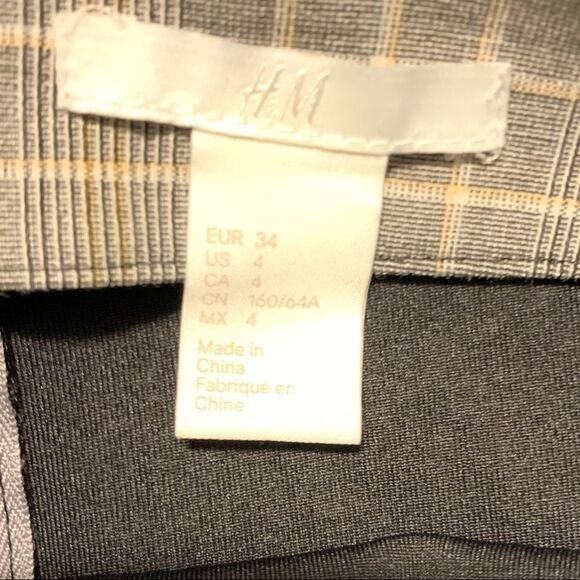 H&M
EUR 34
US 4
CA 4
CN 160/64A
MX 4
Made in
China
Fabriqué en
Chine